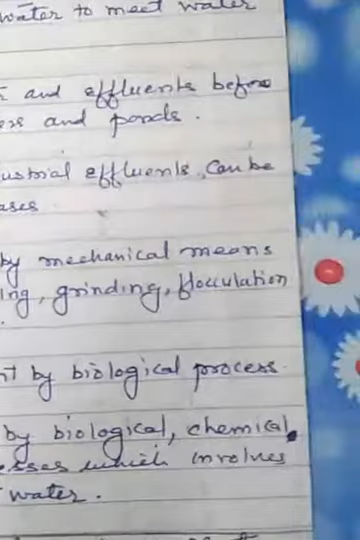 water to meet water
and effluents before
and ponds.
effluents, can be
by mechanical means
grinding, flocculation
by biological process.
by biological, chemical
which involves
water.